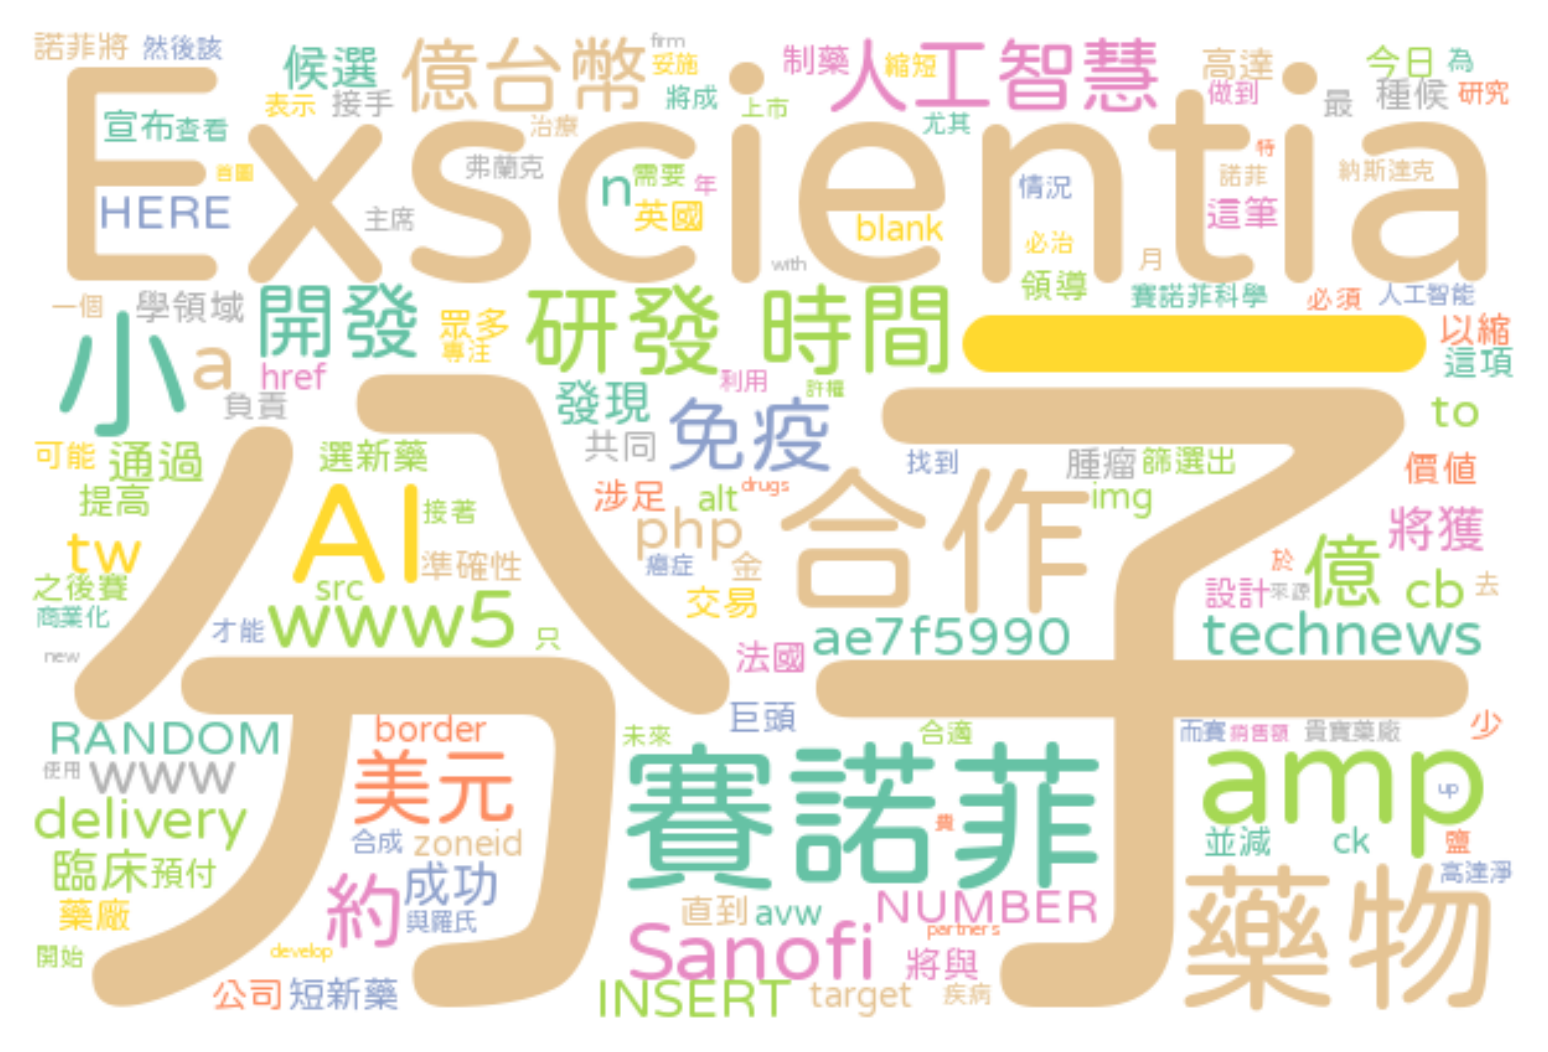 諾菲將 然後該 候選 億台幣 firm 妥施 制藥 人工智慧 縮短 高達 今日 為
表示 接手 將成 上市 做到 最 種候 研究
宣布 查看 治療 尤其
Exscientia
首圖 弗蘭克 n 需要 年 特 情況 諾菲 納斯達克
HERE 主席 英國 blank 必治 這筆
with 月
一個 學領域 開發 眾多 研發 時間 領導 賽諾菲科學 必須 人工智能
小 a 專注 一 以縮
href 利用 許權 這項
負責 發現 免疫 to
分子
可能 通過 選新藥 共同 找到 腫瘤 篩選出 價值
提高 AI 接著 涉足 alt drugs 合作 img 將獲
tw 準確性 php 癌症 金 於 億
之後賽 src 交易 設計 來源 cb 去
商業化 才能 www5 只 ae7f5990 technews
new 法國
RANDOM border 未來 巨頭 合適 而賽 銷售額 貴寶藥廠 少
使用 www 美元 賽諾菲 amp up
delivery 合成 zoneid 費 並減 ck 鹽
臨床 預付 約 成功 高達淨
藥廠 與羅氏 直到 avw NUMBER 藥物
開始 develop Sanofi partners 將與
公司 短新藥 INSERT target 疾病